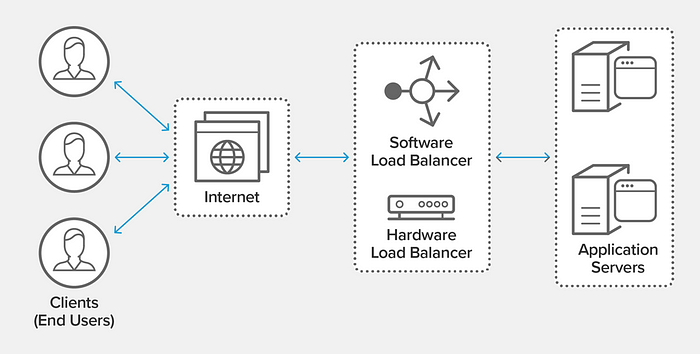 Internet
Software
Load Balancer
Hardware
Load Balancer
Application
Servers
Clients
(End Users)